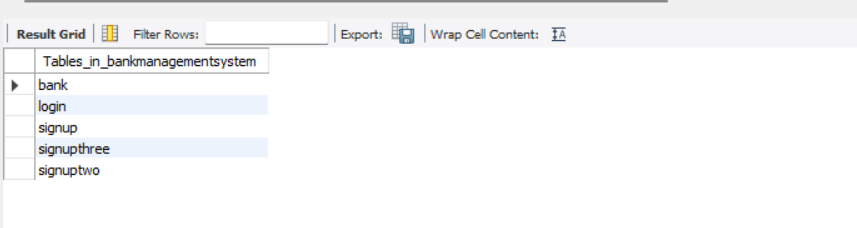 Result Grid Filter Rows: Export: Wrap Cell Content:
Tables_in_bankmanagementsystem
bank
login
signup
signupthree
signuptwo